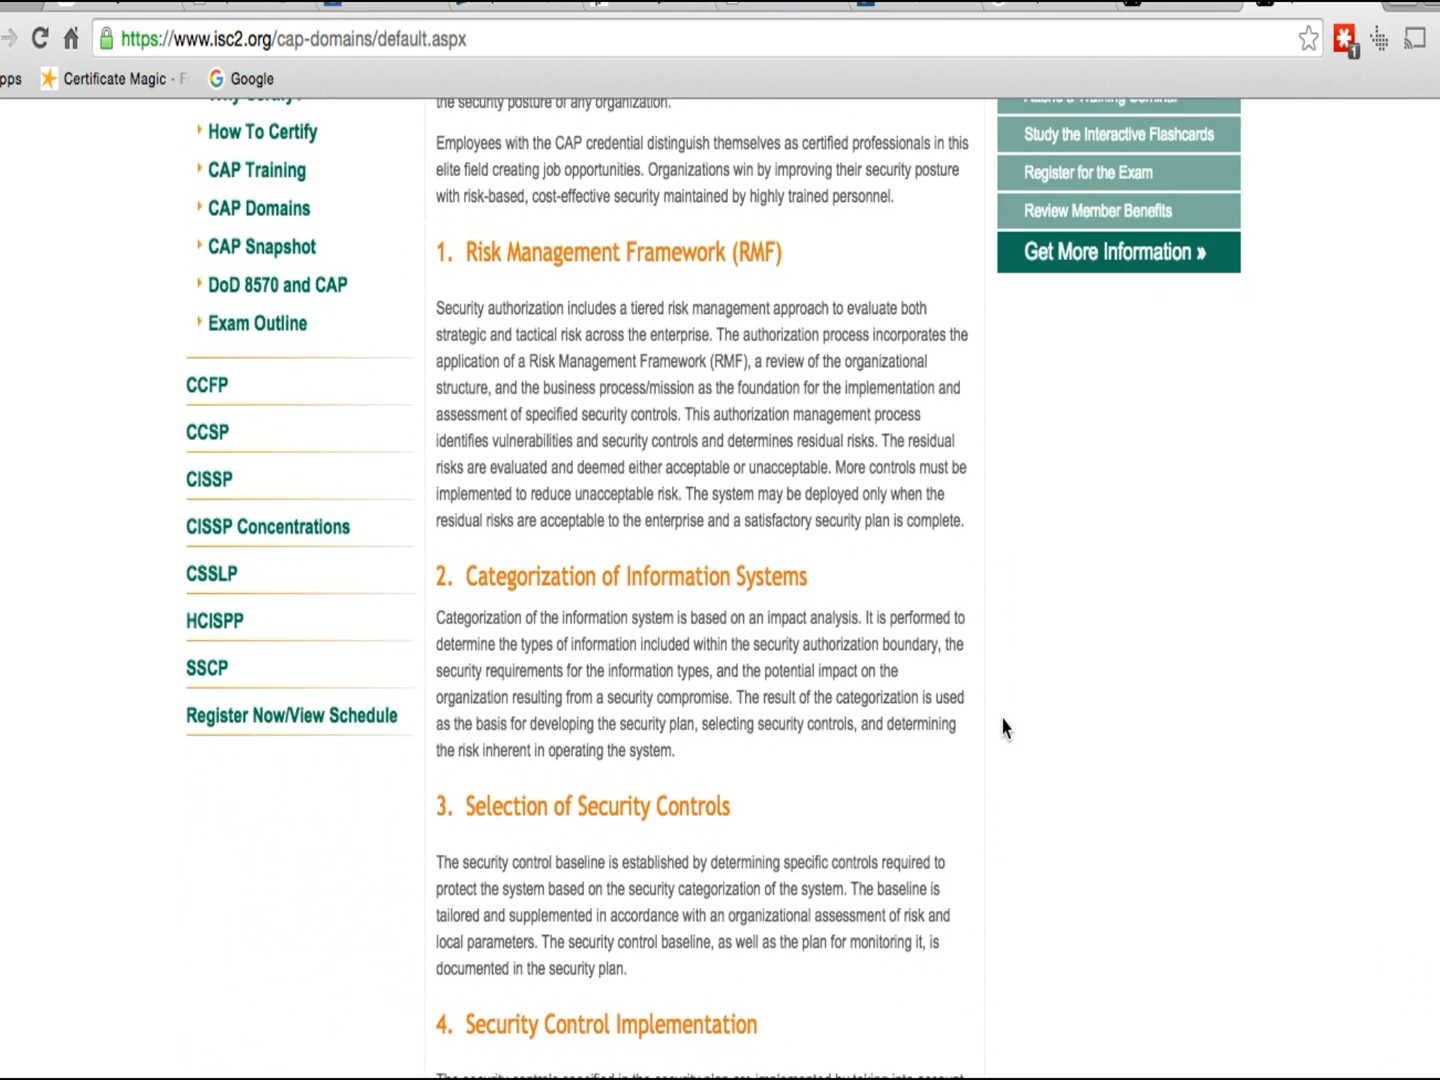 https://www.isc2.org/cap-domains/default.aspx
1
pps
Certificate Magic - F
Google
How To Certify
CAP Training
CAP Domains
CAP Snapshot
DoD 8570 and CAP
Exam Outline
CCFP
CCSP
CISSP
CISSP Concentrations
CSSLP
HCISPP
SSCP
Register Now/View Schedule
the security posture of any organization.
Employees with the CAP credential distinguish themselves as certified professionals in this
elite field creating job opportunities. Organizations win by improving their security posture
with risk-based, cost-effective security maintained by highly trained personnel.
1. Risk Management Framework (RMF)
Security authorization includes a tiered risk management approach to evaluate both
strategic and tactical risk across the enterprise. The authorization process incorporates the
application of a Risk Management Framework (RMF), a review of the organizational
structure, and the business process/mission as the foundation for the implementation and
assessment of specified security controls. This authorization management process
identifies vulnerabilities and security controls and determines residual risks. The residual
risks are evaluated and deemed either acceptable or unacceptable. More controls must be
implemented to reduce unacceptable risk. The system may be deployed only when the
residual risks are acceptable to the enterprise and a satisfactory security plan is complete.
2. Categorization of Information Systems
Categorization of the information system is based on an impact analysis. It is performed to
determine the types of information included within the security authorization boundary, the
security requirements for the information types, and the potential impact on the
organization resulting from a security compromise. The result of the categorization is used
as the basis for developing the security plan, selecting security controls, and determining
the risk inherent in operating the system.
3. Selection of Security Controls
The security control baseline is established by determining specific controls required to
protect the system based on the security categorization of the system. The baseline is
tailored and supplemented in accordance with an organizational assessment of risk and
local parameters. The security control baseline, as well as the plan for monitoring it, is
documented in the security plan.
4. Security Control Implementation
Attend a Training Seminar
Study the Interactive Flashcards
Register for the Exam
Review Member Benefits
Get More Information »